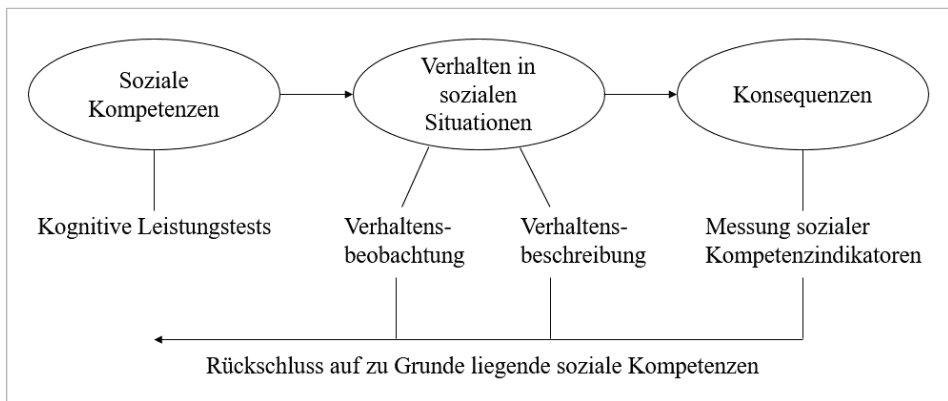 Soziale
Kompetenzen
Verhalten in
sozialen
Situationen
Konsequenzen
Kognitive Leistungstests
Verhaltens-
beobachtung
Verhaltens-
beschreibung
Messung sozialer
Kompetenzindikatoren
Rückschluss auf zu Grunde liegende soziale Kompetenzen